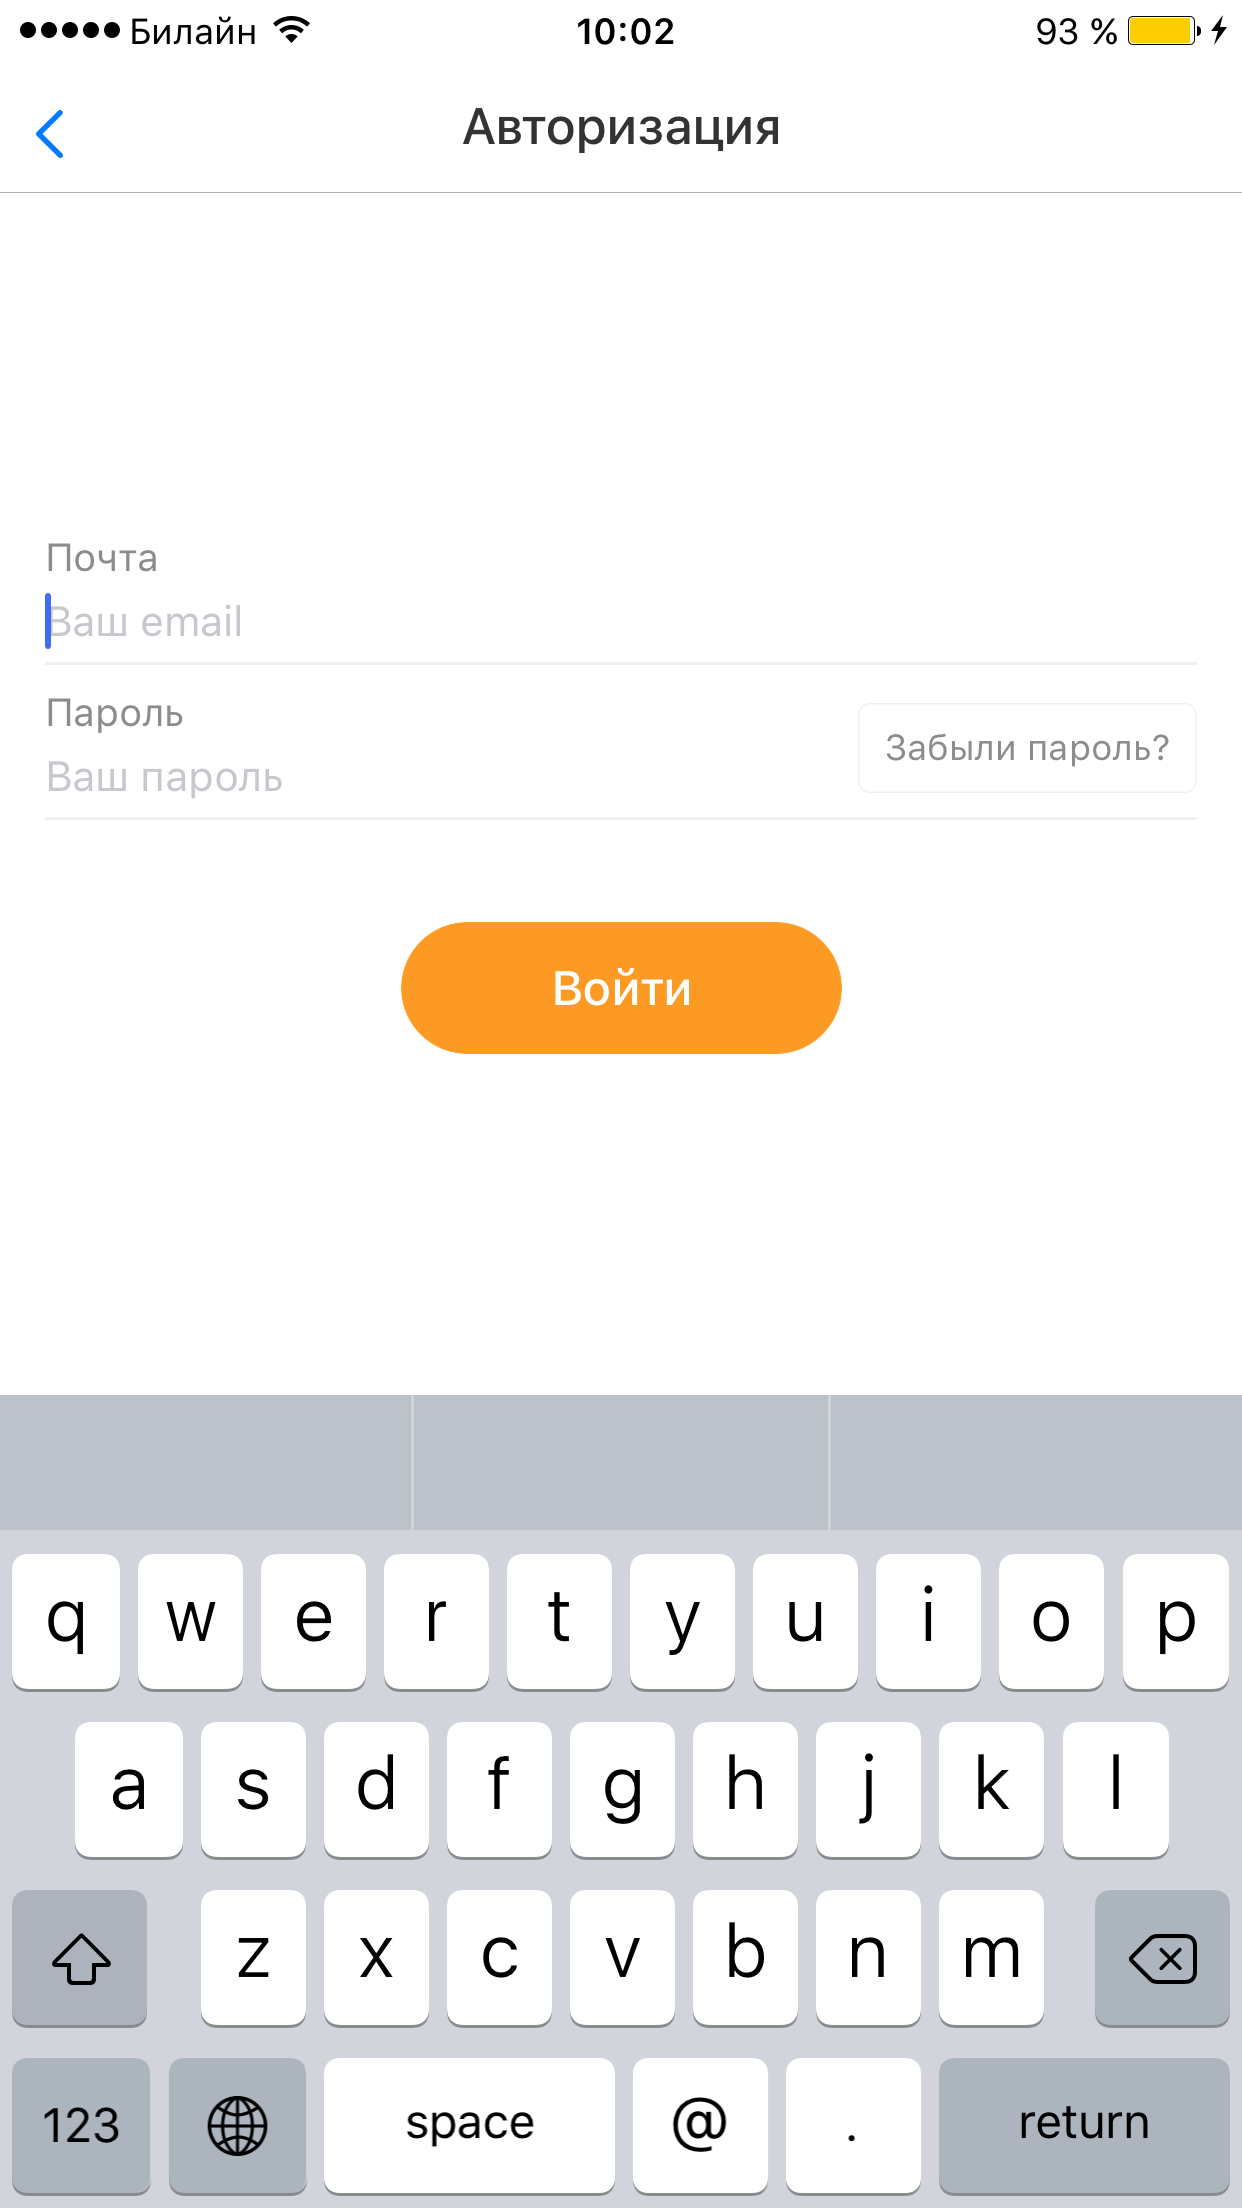 Билайн 10:02 93 %
Авторизация
Почта
Ваш email
Пароль
Ваш пароль
Забыли пароль?
Войти
q w e r t y u i o p
a s d f g h j k l
z x c v b n m
123 space @ . return